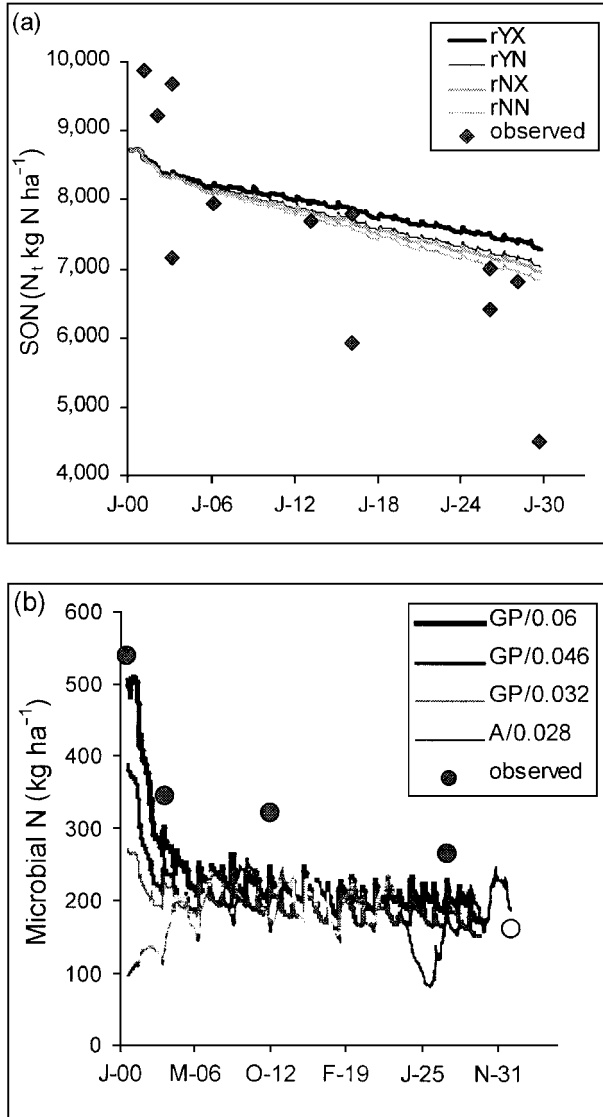 (a)
rYX
rYN
rNX
rNN
observed
10,000
9,000
8,000
7,000
6,000
5,000
4,000
SON (Nt kg N ha⁻¹)
J-00 J-06 J-12 J-18 J-24 J-30
(b)
GP/0.06
GP/0.046
GP/0.032
A/0.028
observed
600
500
400
300
200
100
0
Microbial N (kg ha⁻¹)
J-00 M-06 O-12 F-19 J-25 N-31